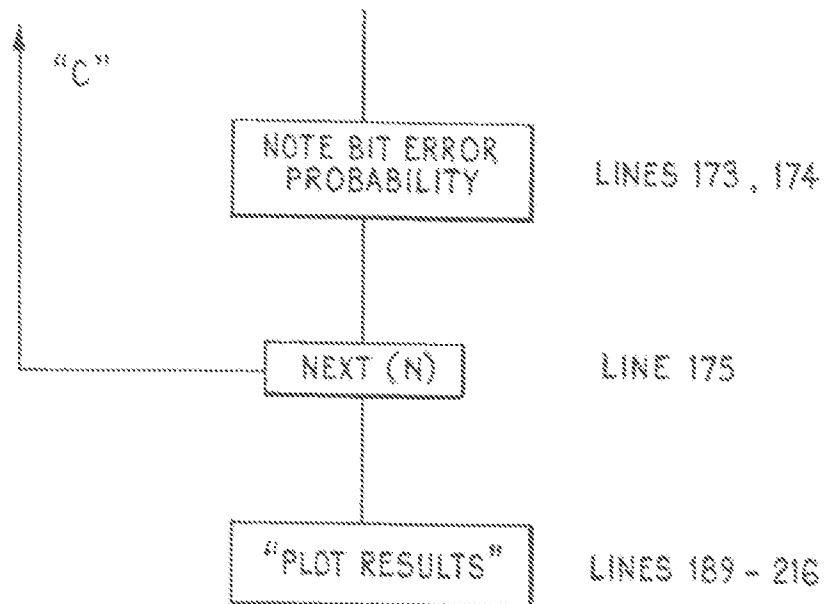 "C"
NOTE BIT ERROR
PROBABILITY
LINES 173, 174
NEXT (N)
LINE 175
"PLOT RESULTS"
LINES 189 - 216